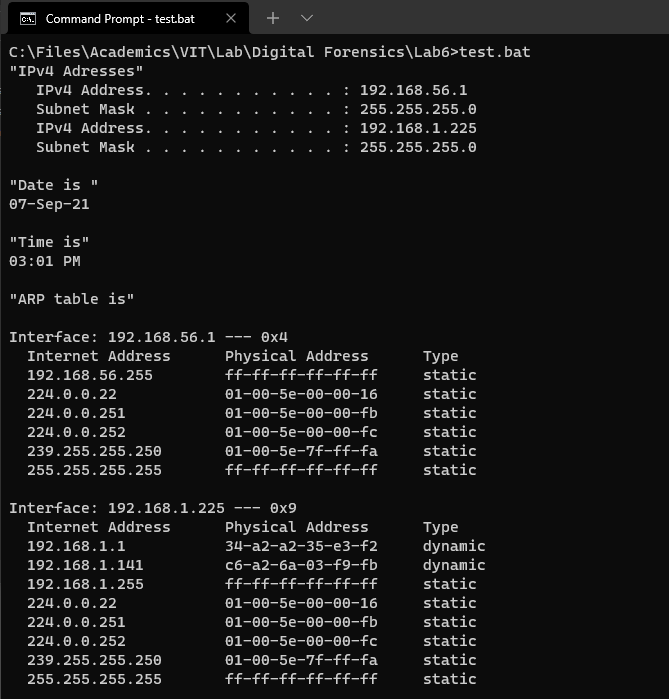 Command Prompt - test.bat
C:\Files\Academics\VIT\Lab\Digital Forensics\Lab6>test.bat
"IPv4 Adresses"
   IPv4 Address. . . . . . . . . . . : 192.168.56.1
   Subnet Mask . . . . . . . . . . . : 255.255.255.0
   IPv4 Address. . . . . . . . . . . : 192.168.1.225
   Subnet Mask . . . . . . . . . . . : 255.255.255.0

"Date is "
07-Sep-21

"Time is"
03:01 PM

"ARP table is"

Interface: 192.168.56.1 --- 0x4
  Internet Address      Physical Address      Type
  192.168.56.255        ff-ff-ff-ff-ff-ff     static
  224.0.0.22            01-00-5e-00-00-16     static
  224.0.0.251           01-00-5e-00-00-fb     static
  224.0.0.252           01-00-5e-00-00-fc     static
  239.255.255.250       01-00-5e-7f-ff-fa     static
  255.255.255.255       ff-ff-ff-ff-ff-ff     static

Interface: 192.168.1.225 --- 0x9
  Internet Address      Physical Address      Type
  192.168.1.1           34-a2-a2-35-e3-f2     dynamic
  192.168.1.141         c6-a2-6a-03-f9-fb     dynamic
  192.168.1.255         ff-ff-ff-ff-ff-ff     static
  224.0.0.22            01-00-5e-00-00-16     static
  224.0.0.251           01-00-5e-00-00-fb     static
  224.0.0.252           01-00-5e-00-00-fc     static
  239.255.255.250       01-00-5e-7f-ff-fa     static
  255.255.255.255       ff-ff-ff-ff-ff-ff     static